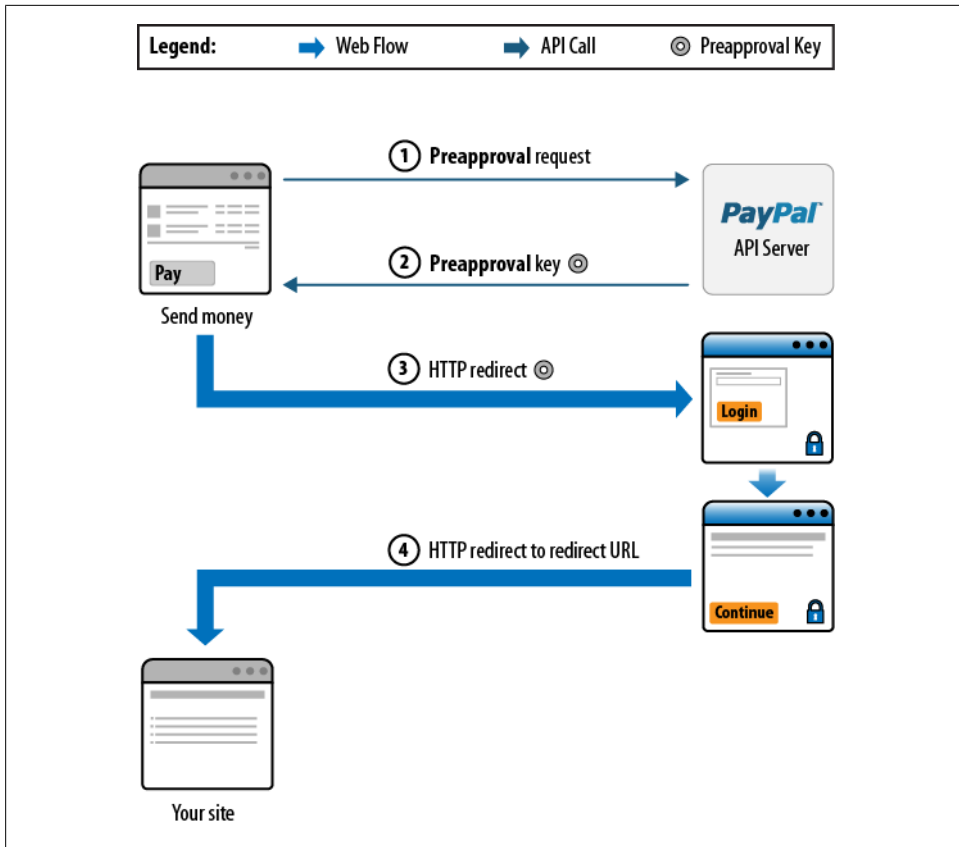 Legend: Web Flow API Call Preapproval Key
1 Preapproval request
PayPal™
API Server
2 Preapproval key
Pay
Send money
3 HTTP redirect
Login
4 HTTP redirect to redirect URL
Continue
Your site